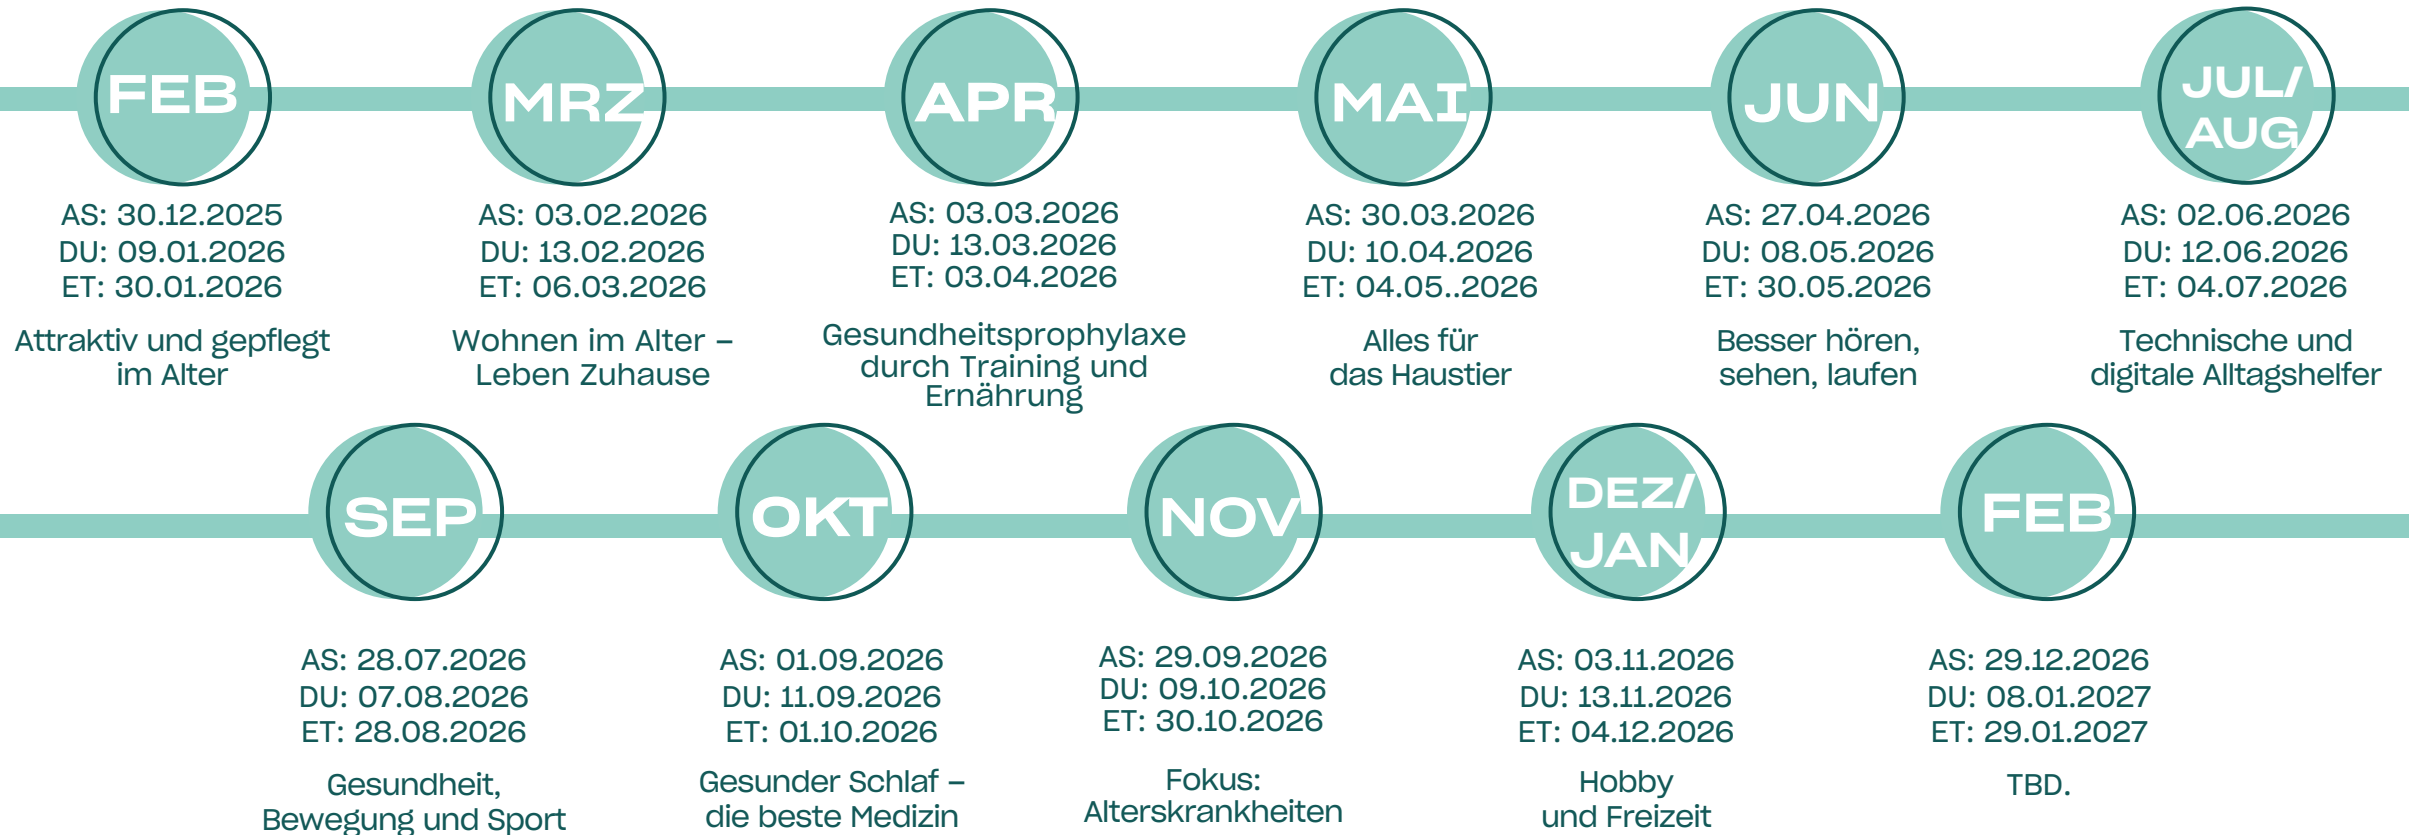 FEB
AS: 30.12.2025
DU: 09.01.2026
ET: 30.01.2026
Attraktiv und gepflegt
im Alter
MRZ
AS: 03.02.2026
DU: 13.02.2026
ET: 06.03.2026
Wohnen im Alter –
Leben Zuhause
APR
AS: 03.03.2026
DU: 13.03.2026
ET: 03.04.2026
Gesundheitsprophylaxe
durch Training und
Ernährung
MAI
AS: 30.03.2026
DU: 10.04.2026
ET: 04.05..2026
Alles für
das Haustier
JUN
AS: 27.04.2026
DU: 08.05.2026
ET: 30.05.2026
Besser hören,
sehen, laufen
JUL/
AUG
AS: 02.06.2026
DU: 12.06.2026
ET: 04.07.2026
Technische und
digitale Alltagshelfer
SEP
AS: 28.07.2026
DU: 07.08.2026
ET: 28.08.2026
Gesundheit,
Bewegung und Sport
OKT
AS: 01.09.2026
DU: 11.09.2026
ET: 01.10.2026
Gesunder Schlaf –
die beste Medizin
NOV
AS: 29.09.2026
DU: 09.10.2026
ET: 30.10.2026
Fokus:
Alterskrankheiten
DEZ/
JAN
AS: 03.11.2026
DU: 13.11.2026
ET: 04.12.2026
Hobby
und Freizeit
FEB
AS: 29.12.2026
DU: 08.01.2027
ET: 29.01.2027
TBD.